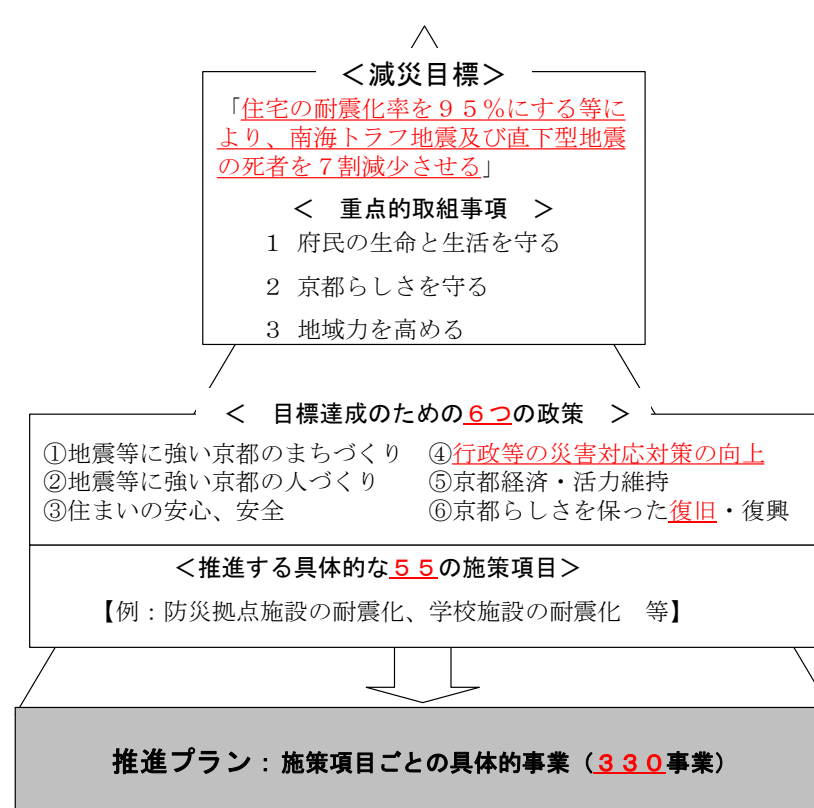 ＜減災目標＞
「住宅の耐震化率を９５％にする等に
より、南海トラフ地震及び直下型地震
の死者を７割減少させる」
＜　重点的取組事項　＞
１　府民の生命と生活を守る
２　京都らしさを守る
３　地域力を高める
＜　目標達成のための６つの政策　＞
①地震等に強い京都のまちづくり
②地震等に強い京都の人づくり
③住まいの安心、安全
④行政等の災害対応対策の向上
⑤京都経済・活力維持
⑥京都らしさを保った復旧・復興
＜推進する具体的な５５の施策項目＞
【例：防災拠点施設の耐震化、学校施設の耐震化　等】
推進プラン：施策項目ごとの具体的事業（３３０事業）